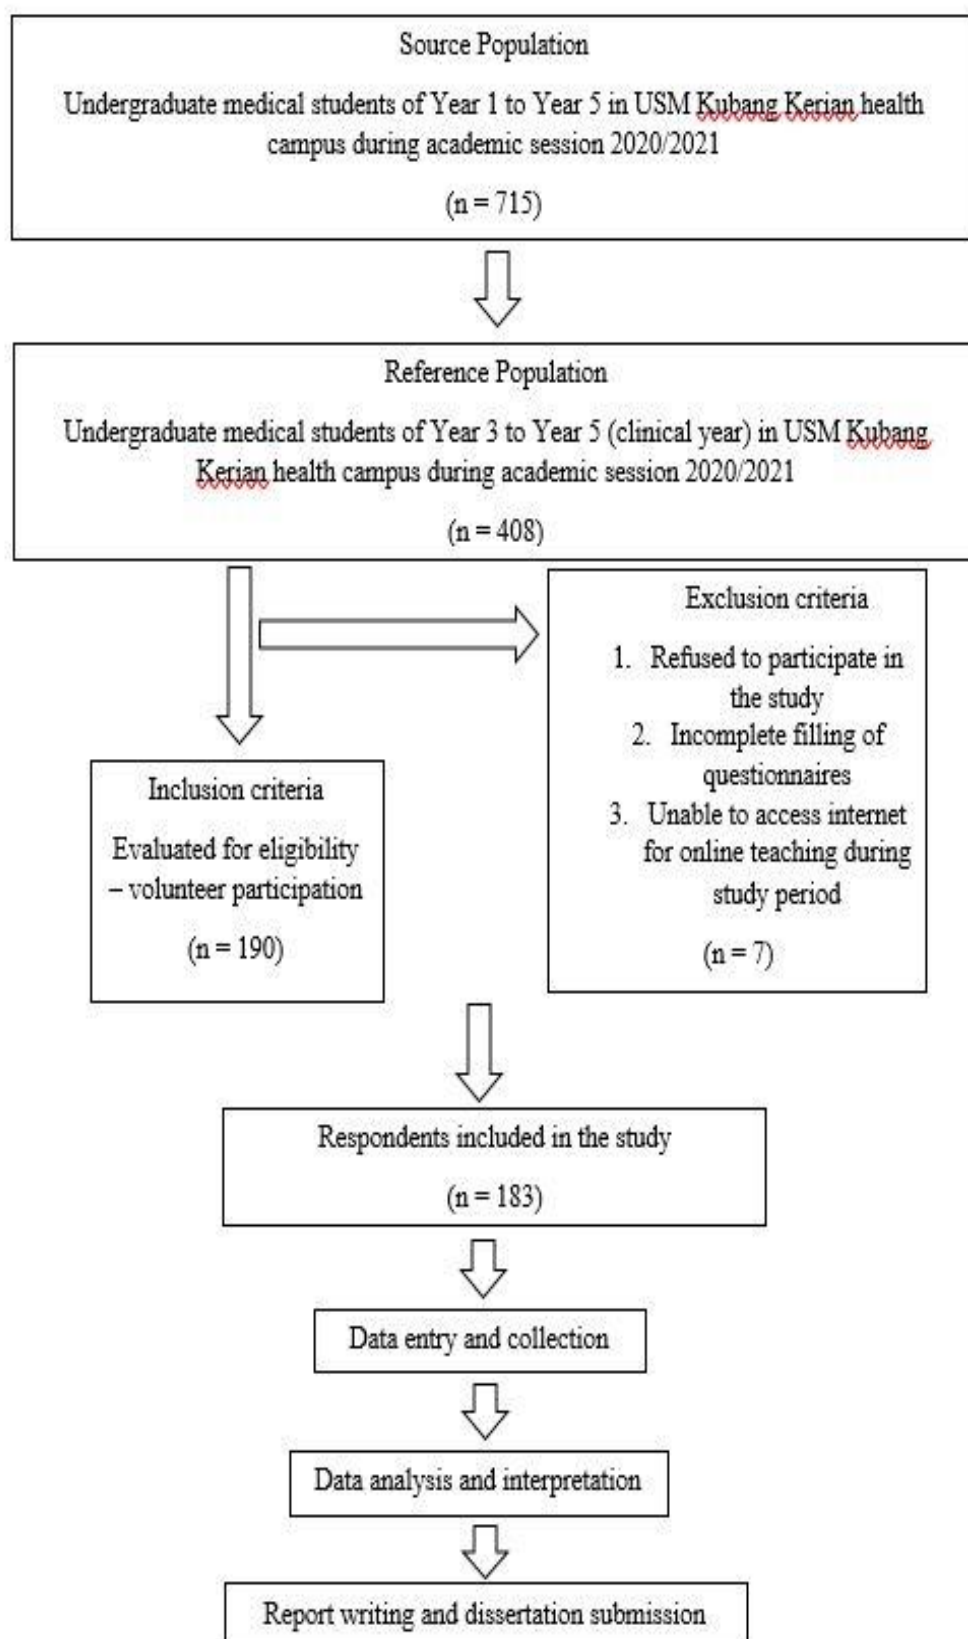 Source Population
Undergraduate medical students of Year 1 to Year 5 in USM Kubang Kerian health
campus during academic session 2020/2021
(n = 715)
Reference Population
Undergraduate medical students of Year 3 to Year 5 (clinical year) in USM Kubang
Kerian health campus during academic session 2020/2021
(n = 408)
Exclusion criteria
1. Refused to participate in
the study
2. Incomplete filling of
questionnaires
3. Unable to access internet
for online teaching during
study period
(n = 7)
Inclusion criteria
Evaluated for eligibility
– volunteer participation
(n = 190)
Respondents included in the study
(n = 183)
Data entry and collection
Data analysis and interpretation
Report writing and dissertation submission